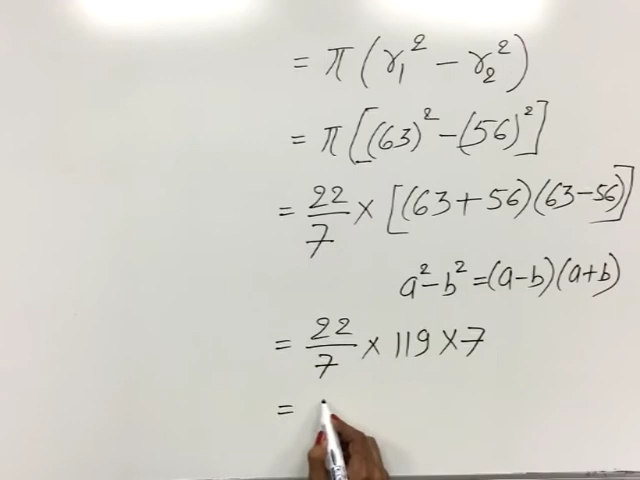 = π (r₁² − r₂²)
= π [(63)² − (56)²]
= 22/7 × [(63 + 56)(63 − 56)]
a² − b² = (a − b)(a + b)
= 22/7 × 119 × 7
=